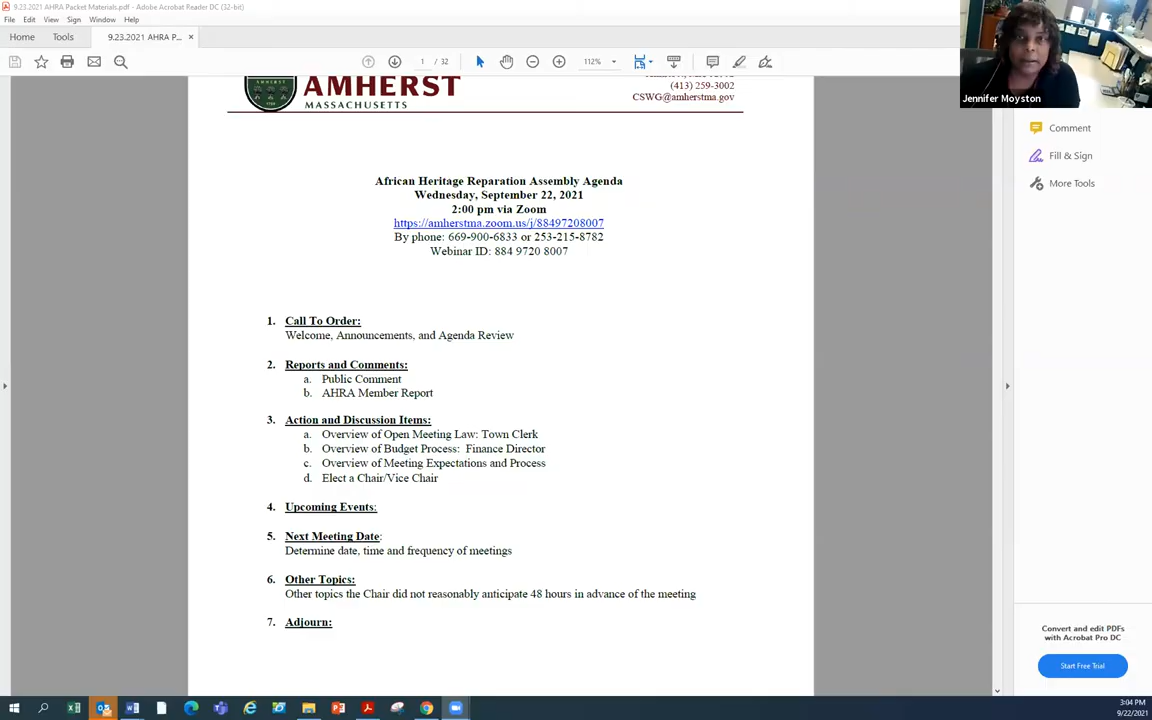 9.23.2021 AHRA Packet Materials.pdf - Adobe Acrobat Reader DC (32-bit)
File Edit View Sign Window Help
Home Tools 9.23.2021 AHRA P... ×
1 / 32 112%
AMHERST
MASSACHUSETTS
(413) 259-3002
CSWG@amherstma.gov
Jennifer Moyston
Comment
Fill & Sign
More Tools
African Heritage Reparation Assembly Agenda
Wednesday, September 22, 2021
2:00 pm via Zoom
https://amherstma.zoom.us/j/88497208007
By phone: 669-900-6833 or 253-215-8782
Webinar ID: 884 9720 8007
1. Call To Order:
Welcome, Announcements, and Agenda Review
2. Reports and Comments:
a. Public Comment
b. AHRA Member Report
3. Action and Discussion Items:
a. Overview of Open Meeting Law: Town Clerk
b. Overview of Budget Process: Finance Director
c. Overview of Meeting Expectations and Process
d. Elect a Chair/Vice Chair
4. Upcoming Events:
5. Next Meeting Date:
Determine date, time and frequency of meetings
6. Other Topics:
Other topics the Chair did not reasonably anticipate 48 hours in advance of the meeting
7. Adjourn:
Convert and edit PDFs
with Acrobat Pro DC
Start Free Trial
3:04 PM
9/22/2021